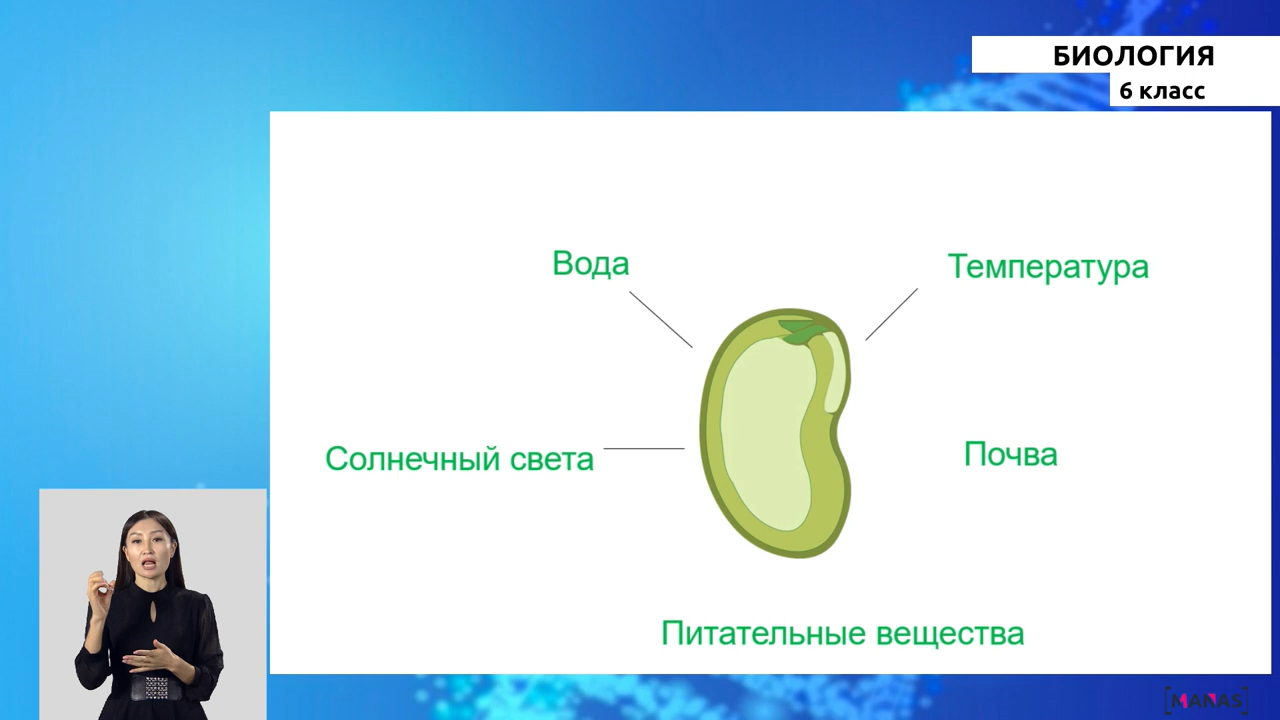 БИОЛОГИЯ
6 класс
Вода
Температура
Солнечный света
Почва
Питательные вещества
MANAS